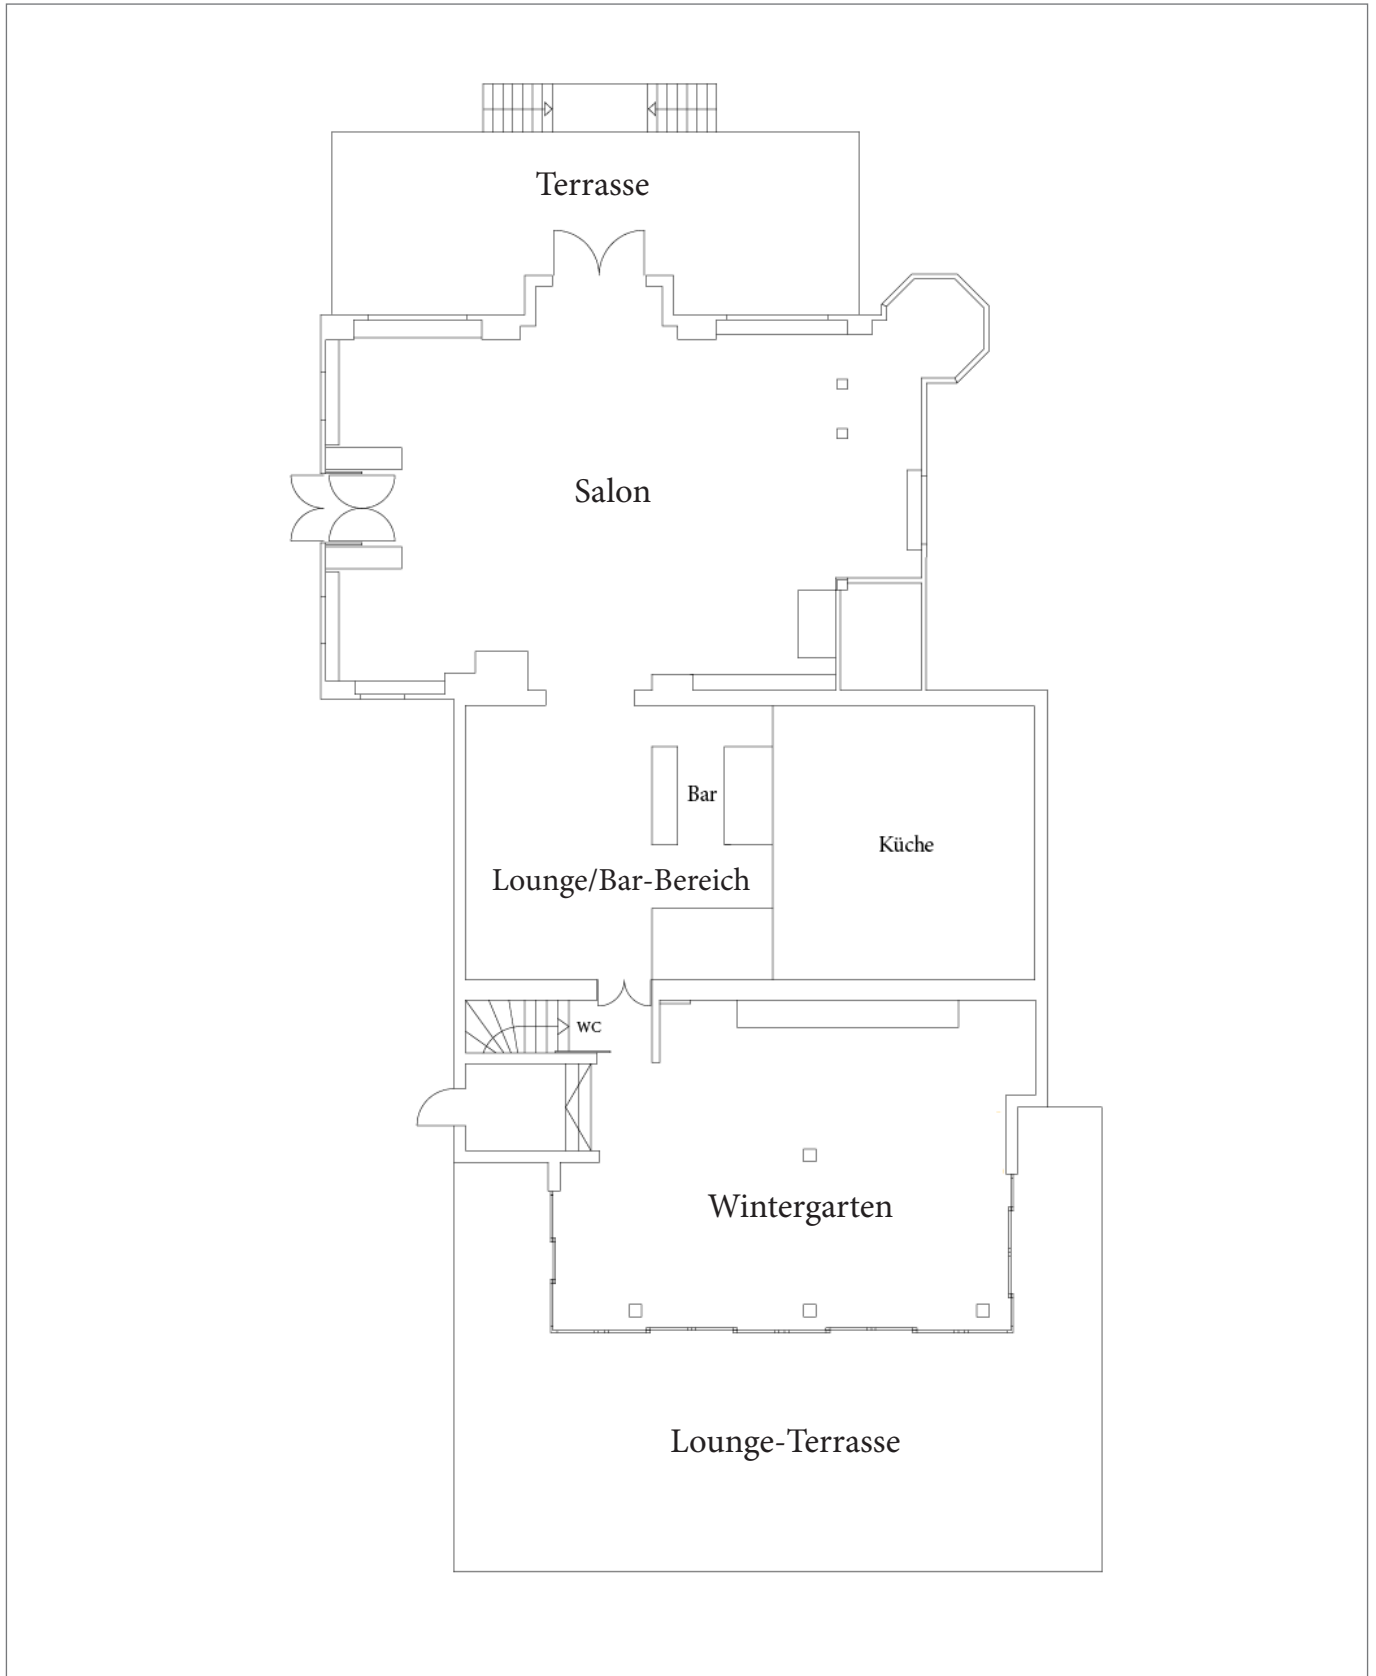 Terrasse
Salon
Bar
Küche
Lounge/Bar-Bereich
WC
Wintergarten
Lounge-Terrasse